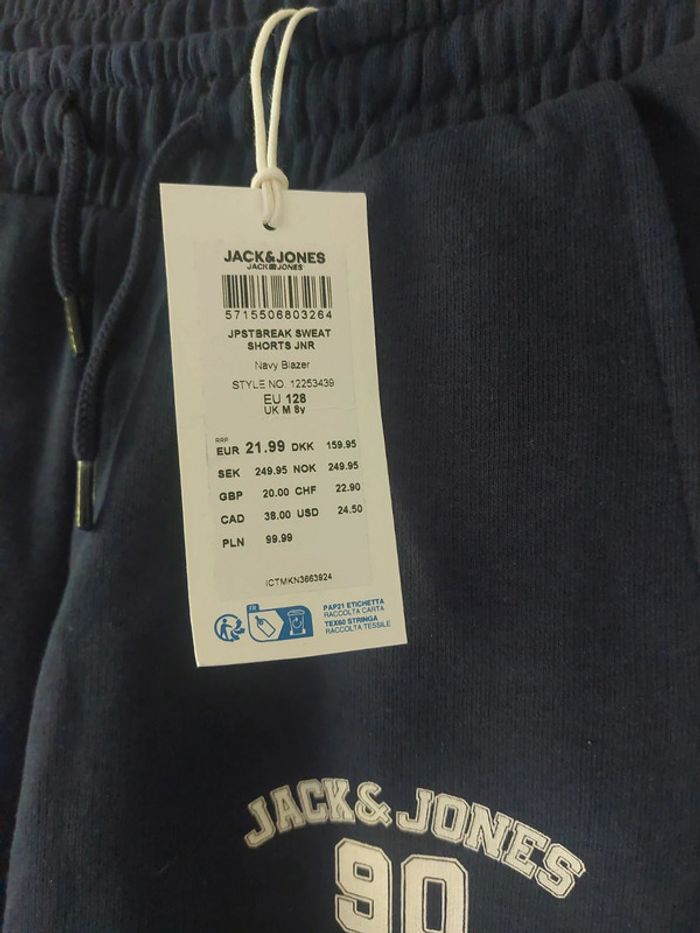 JACK&JONES
JACK&JONES
5715506803264
JPSTBREAK SWEAT
SHORTS JNR
Navy Blazer
STYLE NO. 12253439
EU 128
UK M 8y
RRP
EUR 21.99 DKK 159.95
SEK 249.95 NOK 249.95
GBP 20.00 CHF 22.90
CAD 38.00 USD 24.50
PLN 99.99
ICTMKN3663924
FR
PAP21 ETICHETTA
RACCOLTA CARTA
TEX60 STRINGA
RACCOLTA TESSILE
JACK & JONES
90